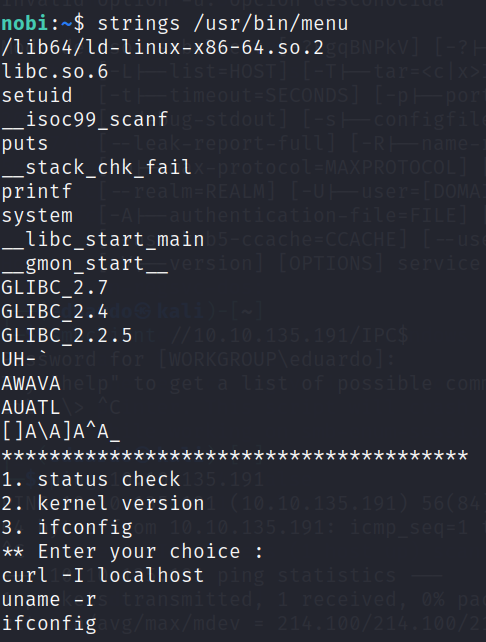 nobi:~$ strings /usr/bin/menu
/lib64/ld-linux-x86-64.so.2
libc.so.6
setuid
__isoc99_scanf
puts
__stack_chk_fail
printf
system
__libc_start_main
__gmon_start__
GLIBC_2.7
GLIBC_2.4
GLIBC_2.2.5
UH-`
AWAVA
AUATL
[]A\A]A^A_
***************************************
1. status check
2. kernel version
3. ifconfig
** Enter your choice :
curl -I localhost
uname -r
ifconfig